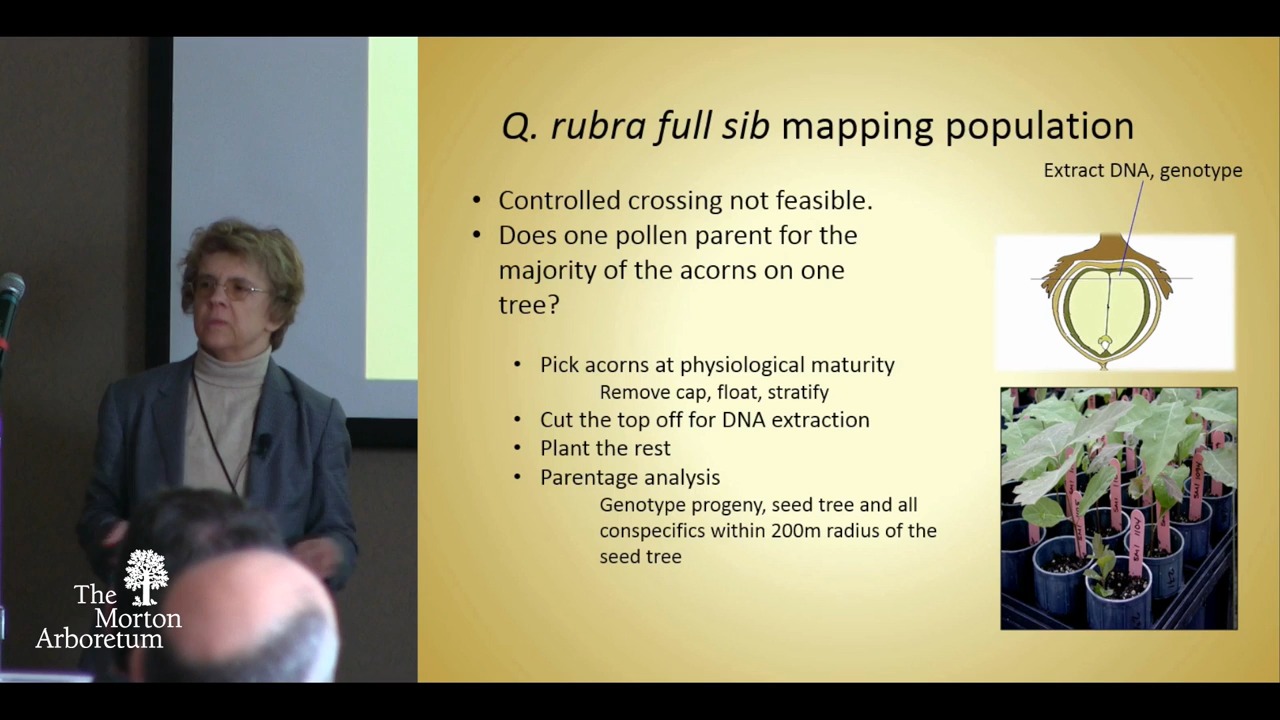 Q. rubra full sib mapping population
Extract DNA, genotype
• Controlled crossing not feasible.
• Does one pollen parent for the
majority of the acorns on one
tree?
• Pick acorns at physiological maturity
Remove cap, float, stratify
• Cut the top off for DNA extraction
• Plant the rest
• Parentage analysis
Genotype progeny, seed tree and all
conspecifics within 200m radius of the
seed tree
SM1 1104
The
Morton
Arboretum